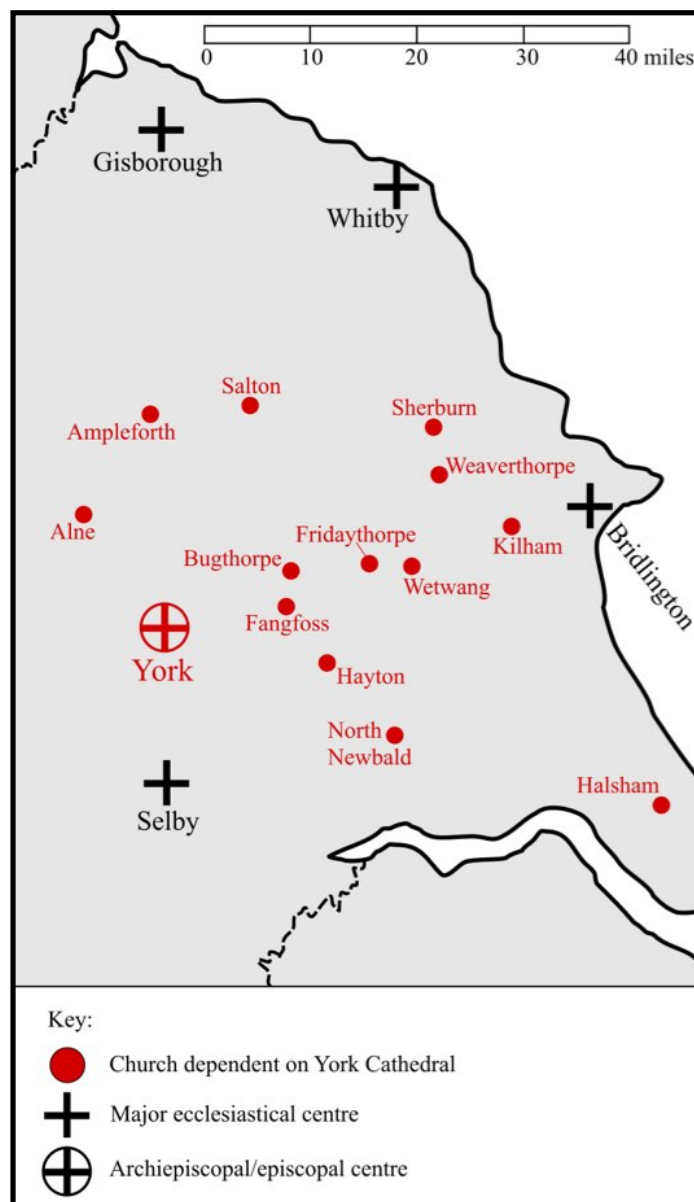 0 10 20 30 40 miles
Gisborough
Whitby
Salton
Ampleforth
Sherburn
Weaverthorpe
Alne
Fridaythorpe
Kilham
Bridlington
Bugthorpe
Wetwang
Fangfoss
York
Hayton
North
Newbald
Halsham
Selby
Key:
Church dependent on York Cathedral
Major ecclesiastical centre
Archiepiscopal/episcopal centre